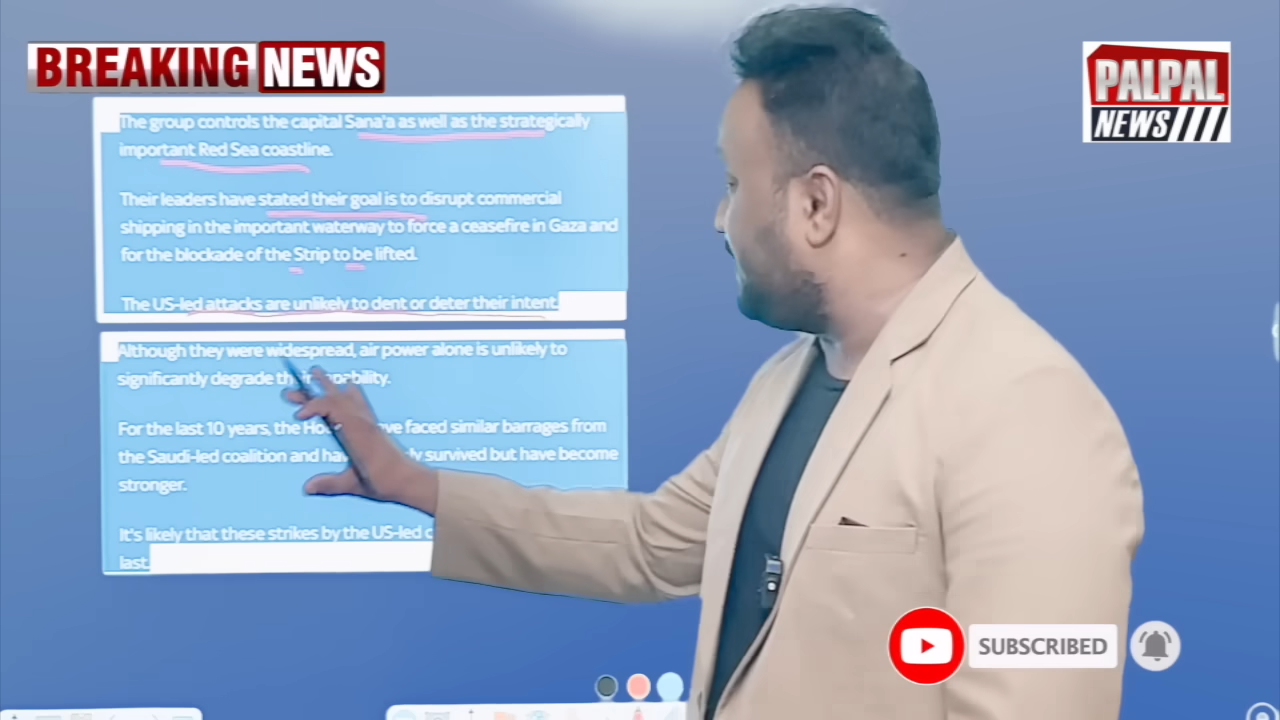 BREAKING NEWS
PALPAL
NEWS
The group controls the capital Sana'a as well as the strategically
important Red Sea coastline.
Their leaders have stated their goal is to disrupt commercial
shipping in the important waterway to force a ceasefire in Gaza and
for the blockade of the Strip to be lifted.
The US-led attacks are unlikely to dent or deter their intent.
Although they were widespread, air power alone is unlikely to
significantly degrade
For the last 10 years, the faced similar barrages from
the Saudi-led coalition and survived but have become
stronger.
It's likely that these strikes by the US-led
last.
SUBSCRIBED